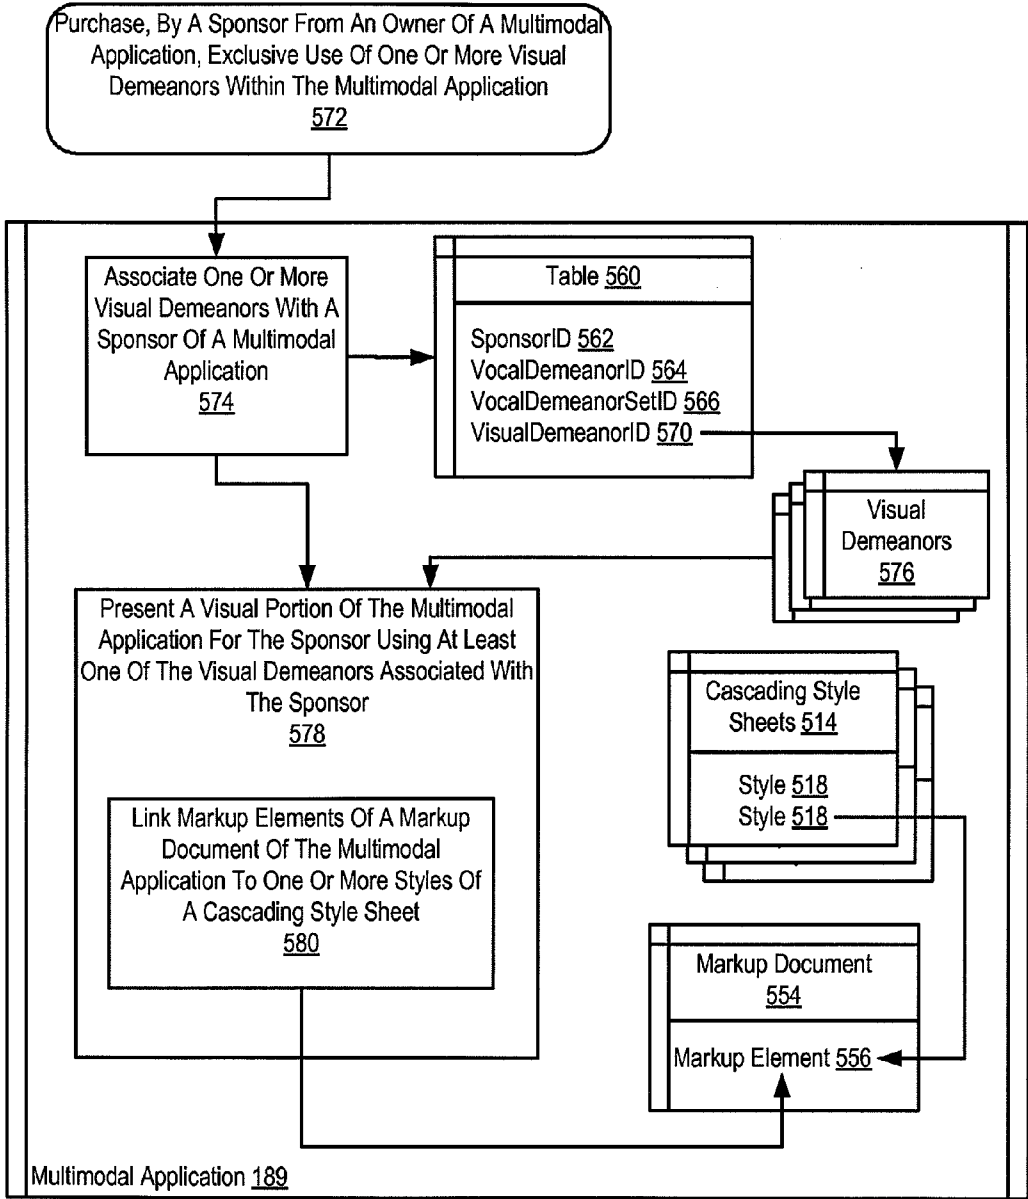 Purchase, By A Sponsor From An Owner Of A Multimodal
Application, Exclusive Use Of One Or More Visual
Demeanors Within The Multimodal Application
572
Associate One Or More
Visual Demeanors With A
Sponsor Of A Multimodal
Application
574
Table 560
SponsorID 562
VocalDemeanorID 564
VocalDemeanorSetID 566
VisualDemeanorID 570
Visual
Demeanors
576
Present A Visual Portion Of The Multimodal
Application For The Sponsor Using At Least
One Of The Visual Demeanors Associated With
The Sponsor
578
Cascading Style
Sheets 514
Style 518
Style 518
Link Markup Elements Of A Markup
Document Of The Multimodal
Application To One Or More Styles Of
A Cascading Style Sheet
580
Markup Document
554
Markup Element 556
Multimodal Application 189